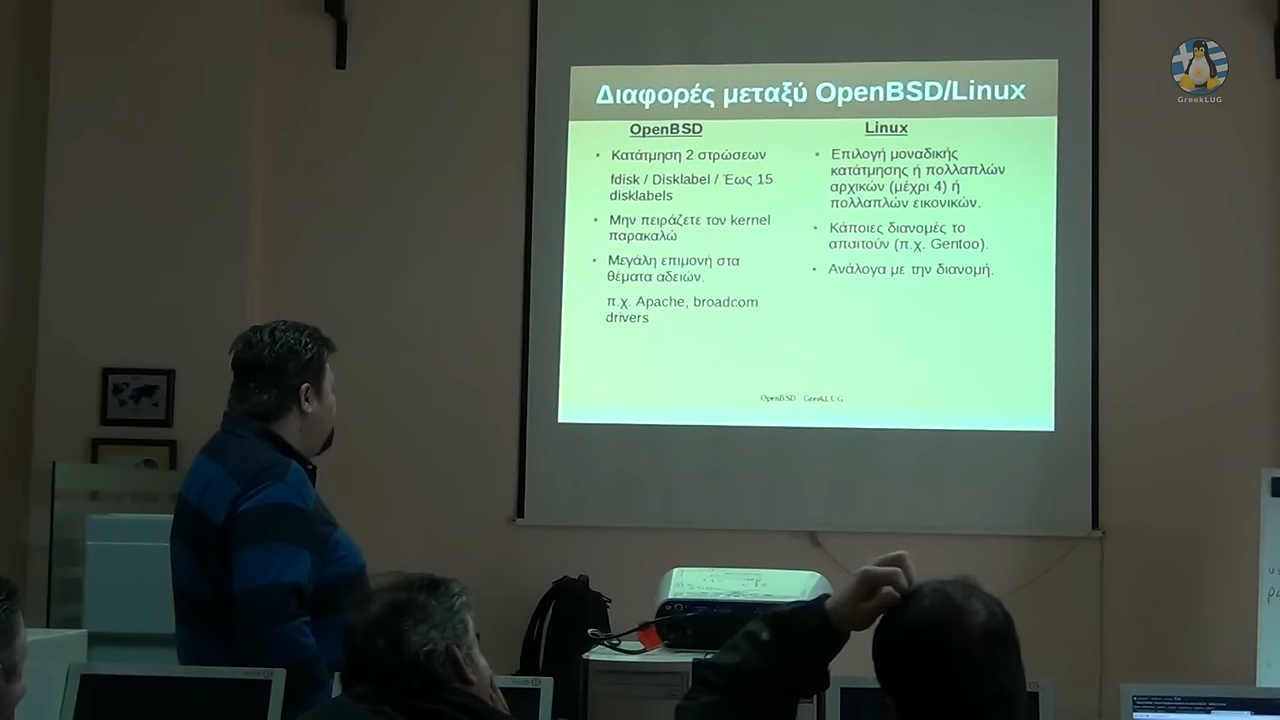 Διαφορές μεταξύ OpenBSD/Linux
OpenBSD
Κατάτμηση 2 στρώσεων
fdisk / Disklabel / Έως 15
disklabels
Μην πειράζετε τον kernel
παρακαλώ
Μεγάλη επιμονή στα
θέματα αδειών.
π.χ. Apache, broadcom
drivers
Linux
Επιλογή μοναδικής
κατάτμησης ή πολλαπλών
αρχικών (μέχρι 4) ή
πολλαπλών εικονικών.
Κάποιες διανομές το
απαιτούν (π.χ. Gentoo).
Ανάλογα με την διανομή.
OpenBSD GreekLUG
GreekLUG